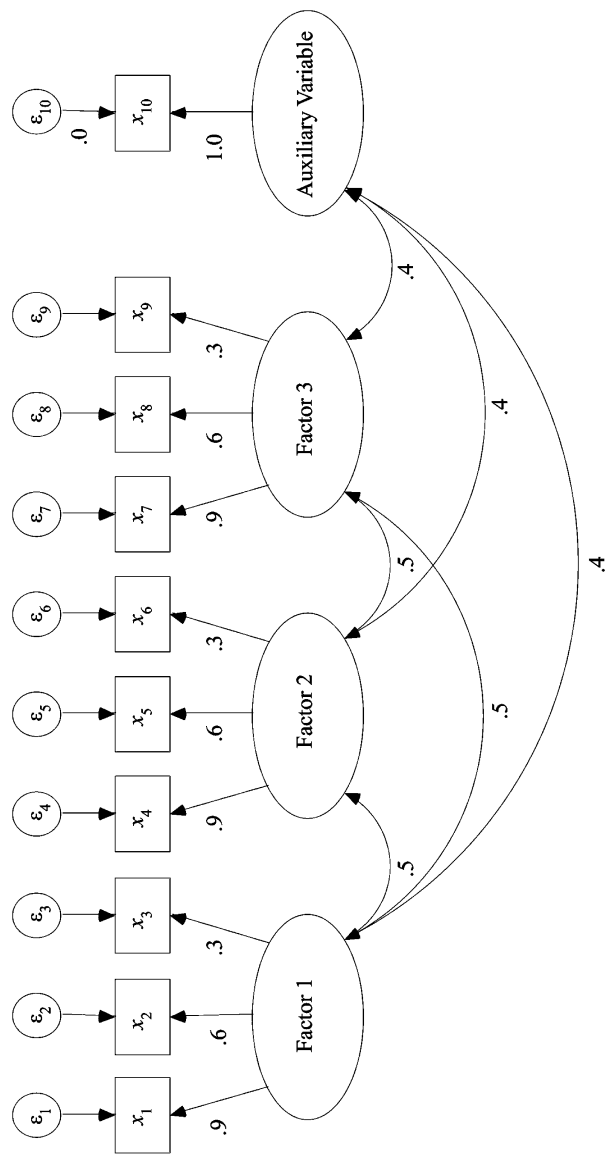 ε1 ε2 ε3 ε4 ε5 ε6 ε7 ε8 ε9 ε10
.0
x1 x2 x3 x4 x5 x6 x7 x8 x9 x10
.9 .6 .3 .9 .6 .3 .9 .6 .3 1.0
Factor 1 Factor 2 Factor 3 Auxiliary Variable
.5 .5 .4
.5 .4
.4